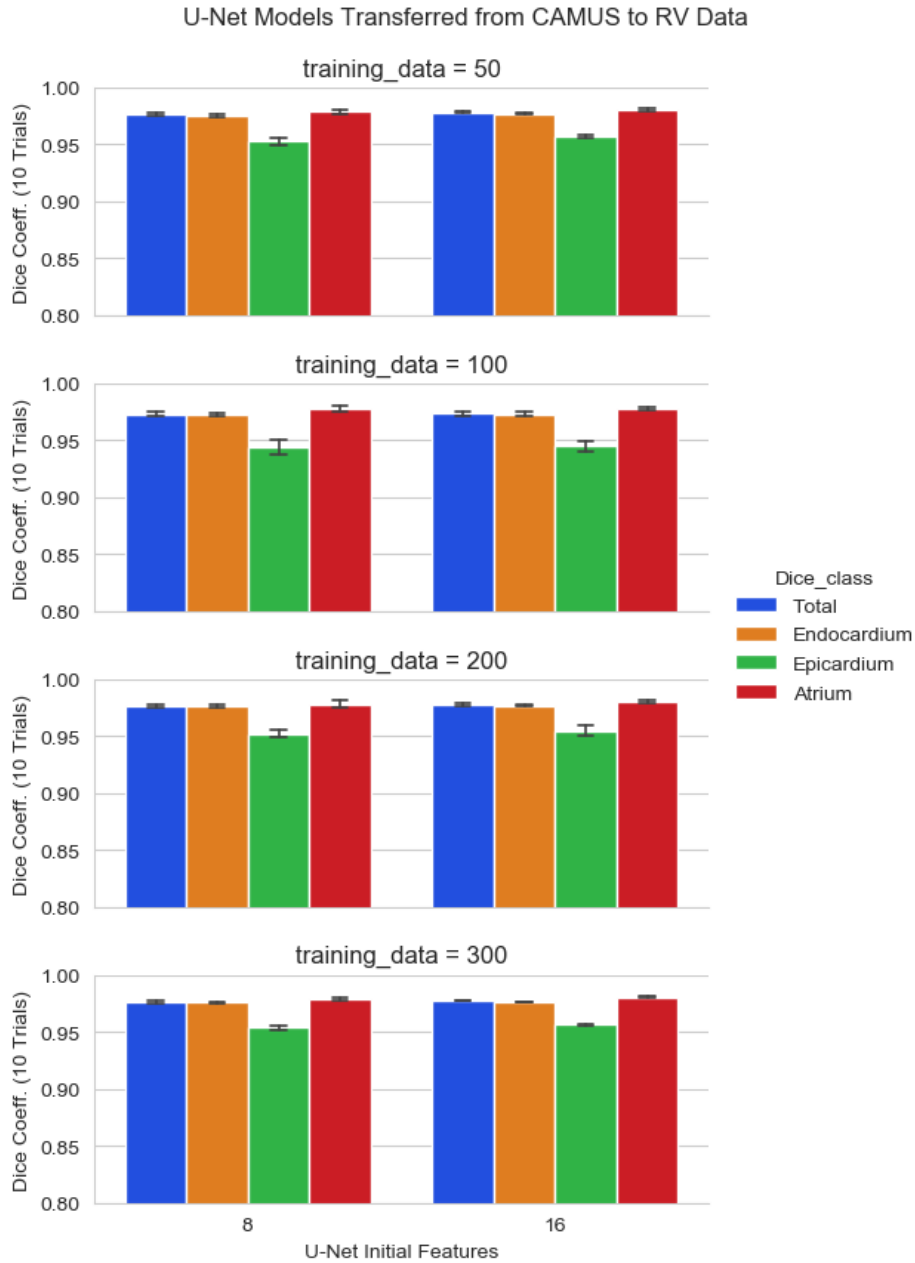 U-Net Models Transferred from CAMUS to RV Data
training_data = 50
1.00
0.95
0.90
0.85
0.80
Dice Coeff. (10 Trials)
training_data = 100
1.00
0.95
0.90
0.85
0.80
Dice Coeff. (10 Trials)
Dice_class
Total
Endocardium
Epicardium
Atrium
training_data = 200
1.00
0.95
0.90
0.85
0.80
Dice Coeff. (10 Trials)
training_data = 300
1.00
0.95
0.90
0.85
0.80
Dice Coeff. (10 Trials)
8
16
U-Net Initial Features